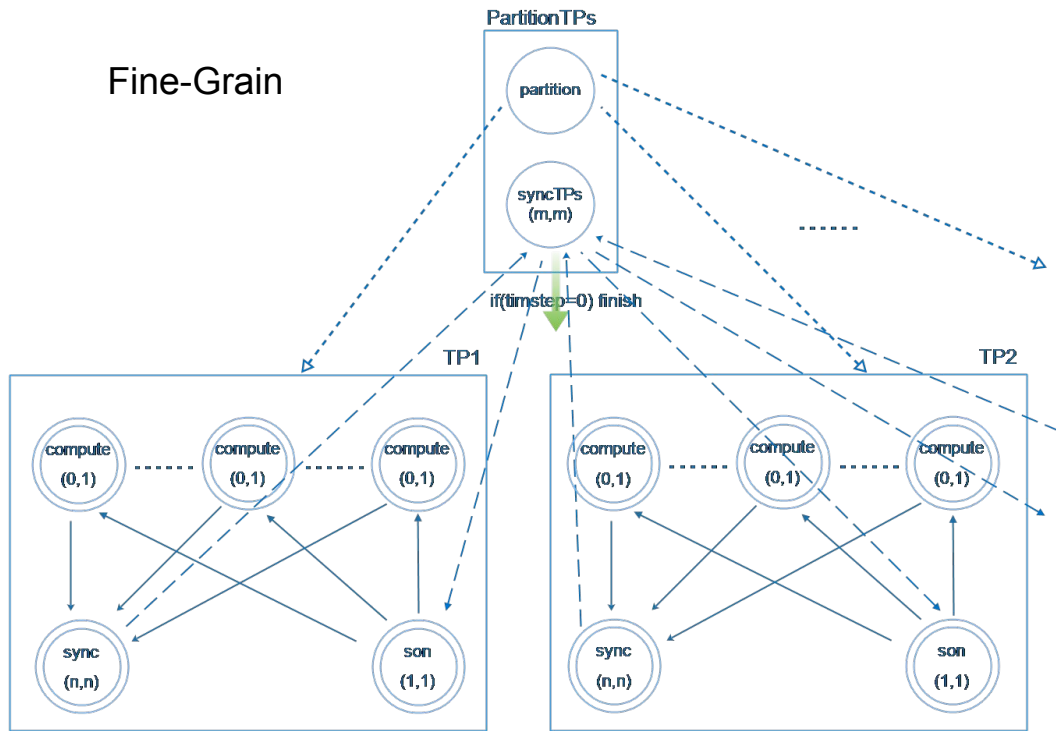 PartitionTPs
Fine-Grain
partition
syncTPs
(m,m)
if(timstep=0) finish
TP1
TP2
compute
(0,1)
compute
(0,1)
compute
(0,1)
compute
(0,1)
compute
(0,1)
compute
(0,1)
sync
(n,n)
son
(1,1)
sync
(n,n)
son
(1,1)